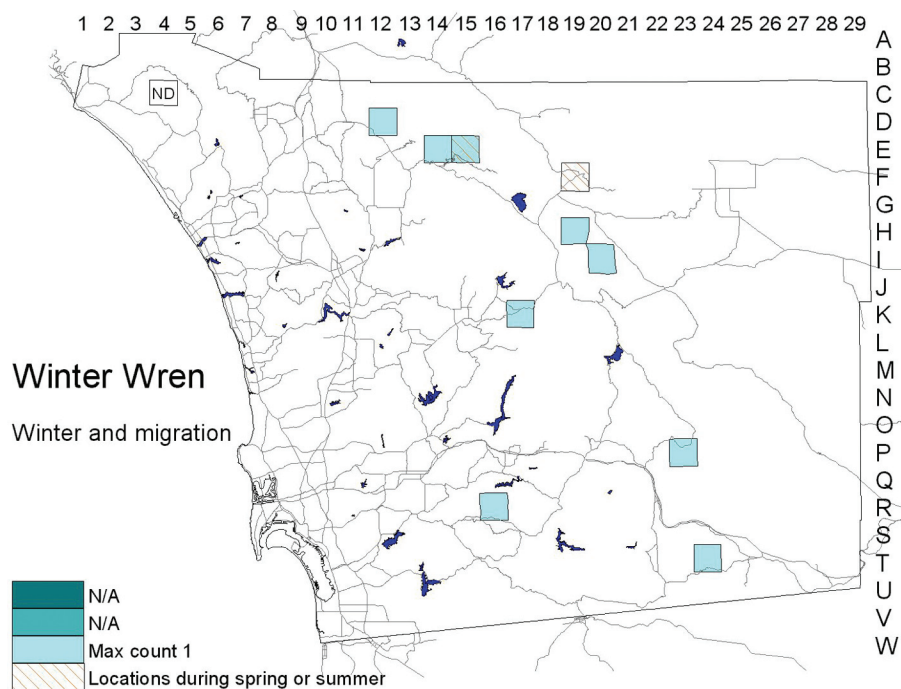 1 2 3 4 5 6 7 8 9 10 11 12 13 14 15 16 17 18 19 20 21 22 23 24 25 26 27 28 29
A
B
C
D
E
F
G
H
I
J
K
L
M
N
O
P
Q
R
S
T
U
V
W
ND
Winter Wren
Winter and migration
N/A
N/A
Max count 1
Locations during spring or summer